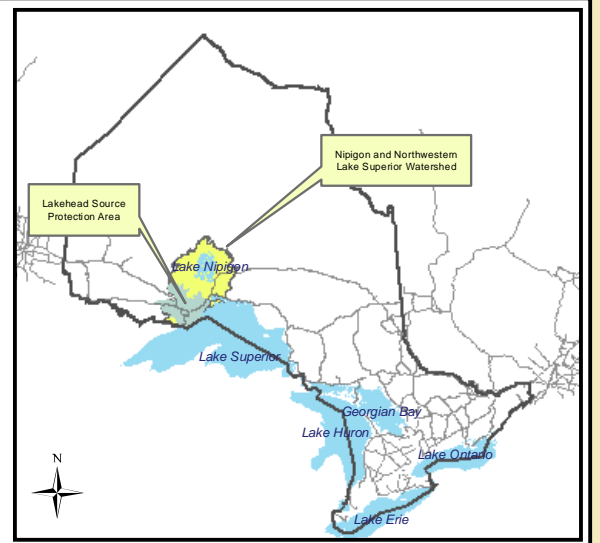 Nipigon and Northwestern
Lake Superior Watershed
Lakehead Source
Protection Area
Lake Nipigon
Lake Superior
Georgian Bay
Lake Huron
Lake Ontario
N
Lake Erie